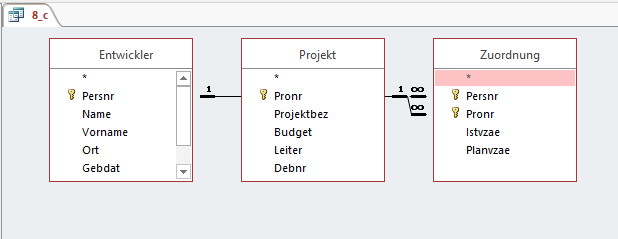 8_c
Entwickler
*
Persnr
Name
Vorname
Ort
Gebdat
Projekt
*
Pronr
Projektbez
Budget
Leiter
Debnr
Zuordnung
*
Persnr
Pronr
Istvzae
Planvzae
1
1 ∞
∞